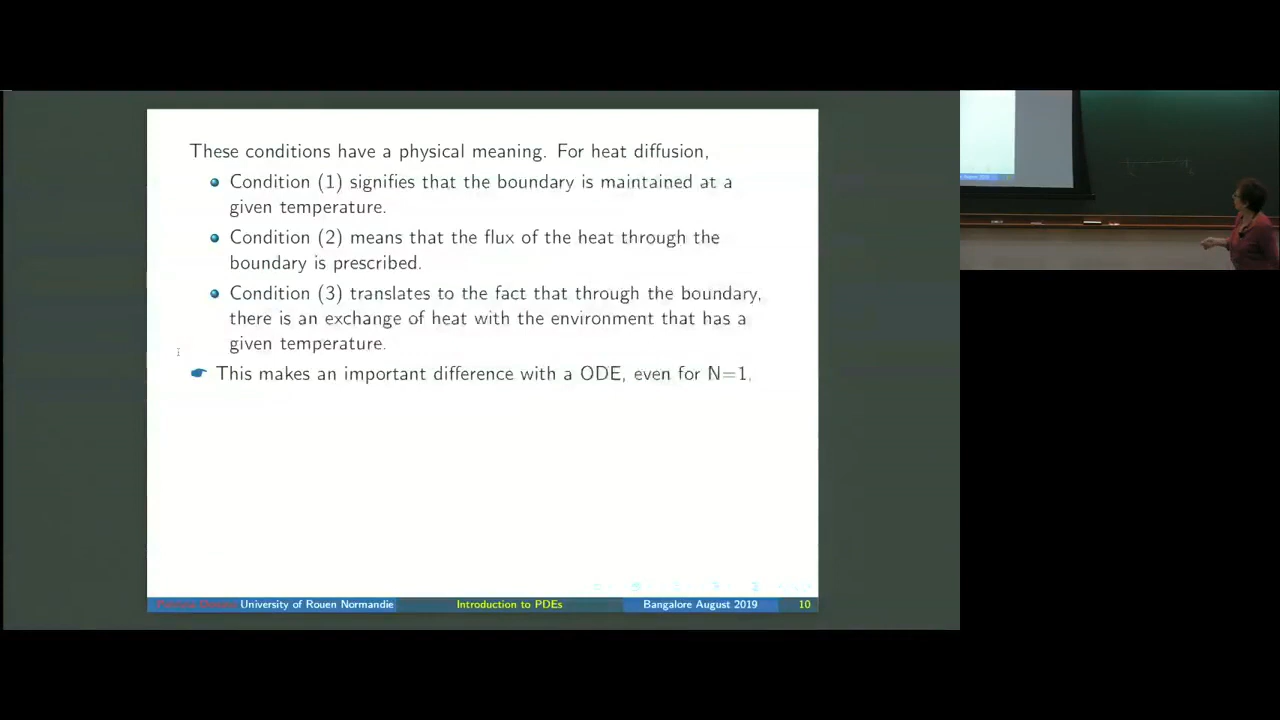 These conditions have a physical meaning. For heat diffusion,
Condition (1) signifies that the boundary is maintained at a
given temperature.
Condition (2) means that the flux of the heat through the
boundary is prescribed.
Condition (3) translates to the fact that through the boundary,
there is an exchange of heat with the environment that has a
given temperature.
This makes an important difference with a ODE, even for N=1,
University of Rouen Normandie Introduction to PDEs Bangalore August 2019 10